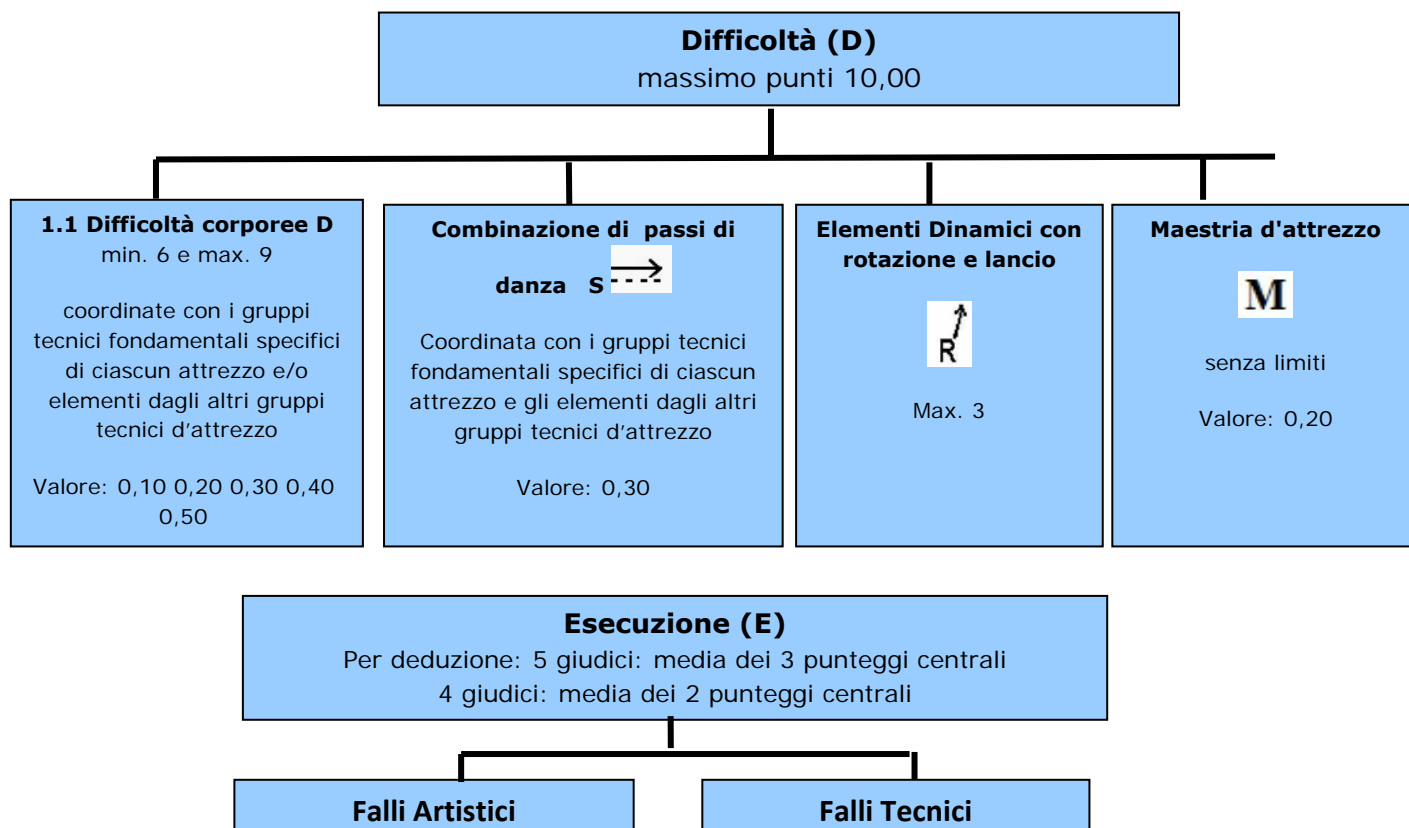 Difficoltà (D)
massimo punti 10,00
1.1 Difficoltà corporee D
min. 6 e max. 9
coordinate con i gruppi
tecnici fondamentali specifici
di ciascun attrezzo e/o
elementi dagli altri gruppi
tecnici d'attrezzo
Valore: 0,10 0,20 0,30 0,40
0,50
Combinazione di passi di
danza S
Coordinata con i gruppi tecnici
fondamentali specifici di ciascun
attrezzo e gli elementi dagli altri
gruppi tecnici d'attrezzo
Valore: 0,30
Elementi Dinamici con
rotazione e lancio
R
Max. 3
Maestria d'attrezzo
M
senza limiti
Valore: 0,20
Esecuzione (E)
Per deduzione: 5 giudici: media dei 3 punteggi centrali
4 giudici: media dei 2 punteggi centrali
Falli Artistici
Falli Tecnici